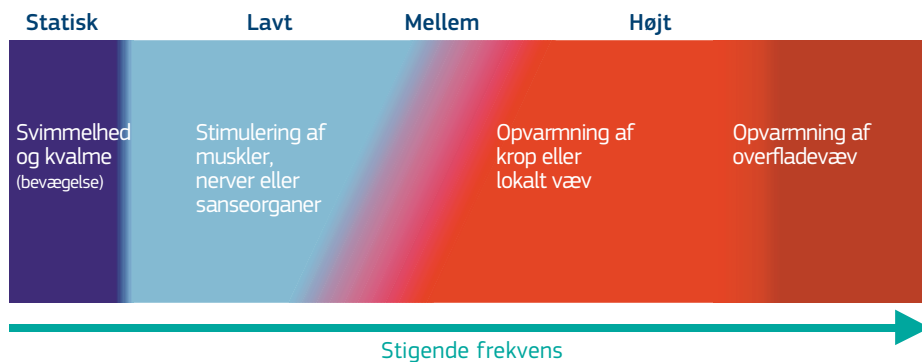 Statisk
Lavt
Mellem
Højt
Svimmelhed
og kvalme
(bevægelse)
Stimulering af
muskler,
nerver eller
sanseorganer
Opvarmning af
krop eller
lokalt væv
Opvarmning af
overfladevæv
Stigende frekvens